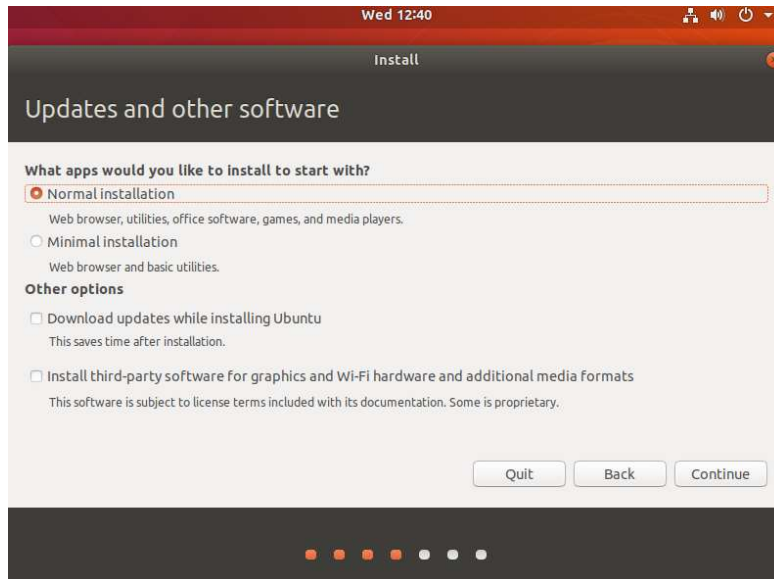 Wed 12:40
Install
Updates and other software
What apps would you like to install to start with?
Normal installation
Web browser, utilities, office software, games, and media players.
Minimal installation
Web browser and basic utilities.
Other options
Download updates while installing Ubuntu
This saves time after installation.
Install third-party software for graphics and Wi-Fi hardware and additional media formats
This software is subject to license terms included with its documentation. Some is proprietary.
Quit Back Continue